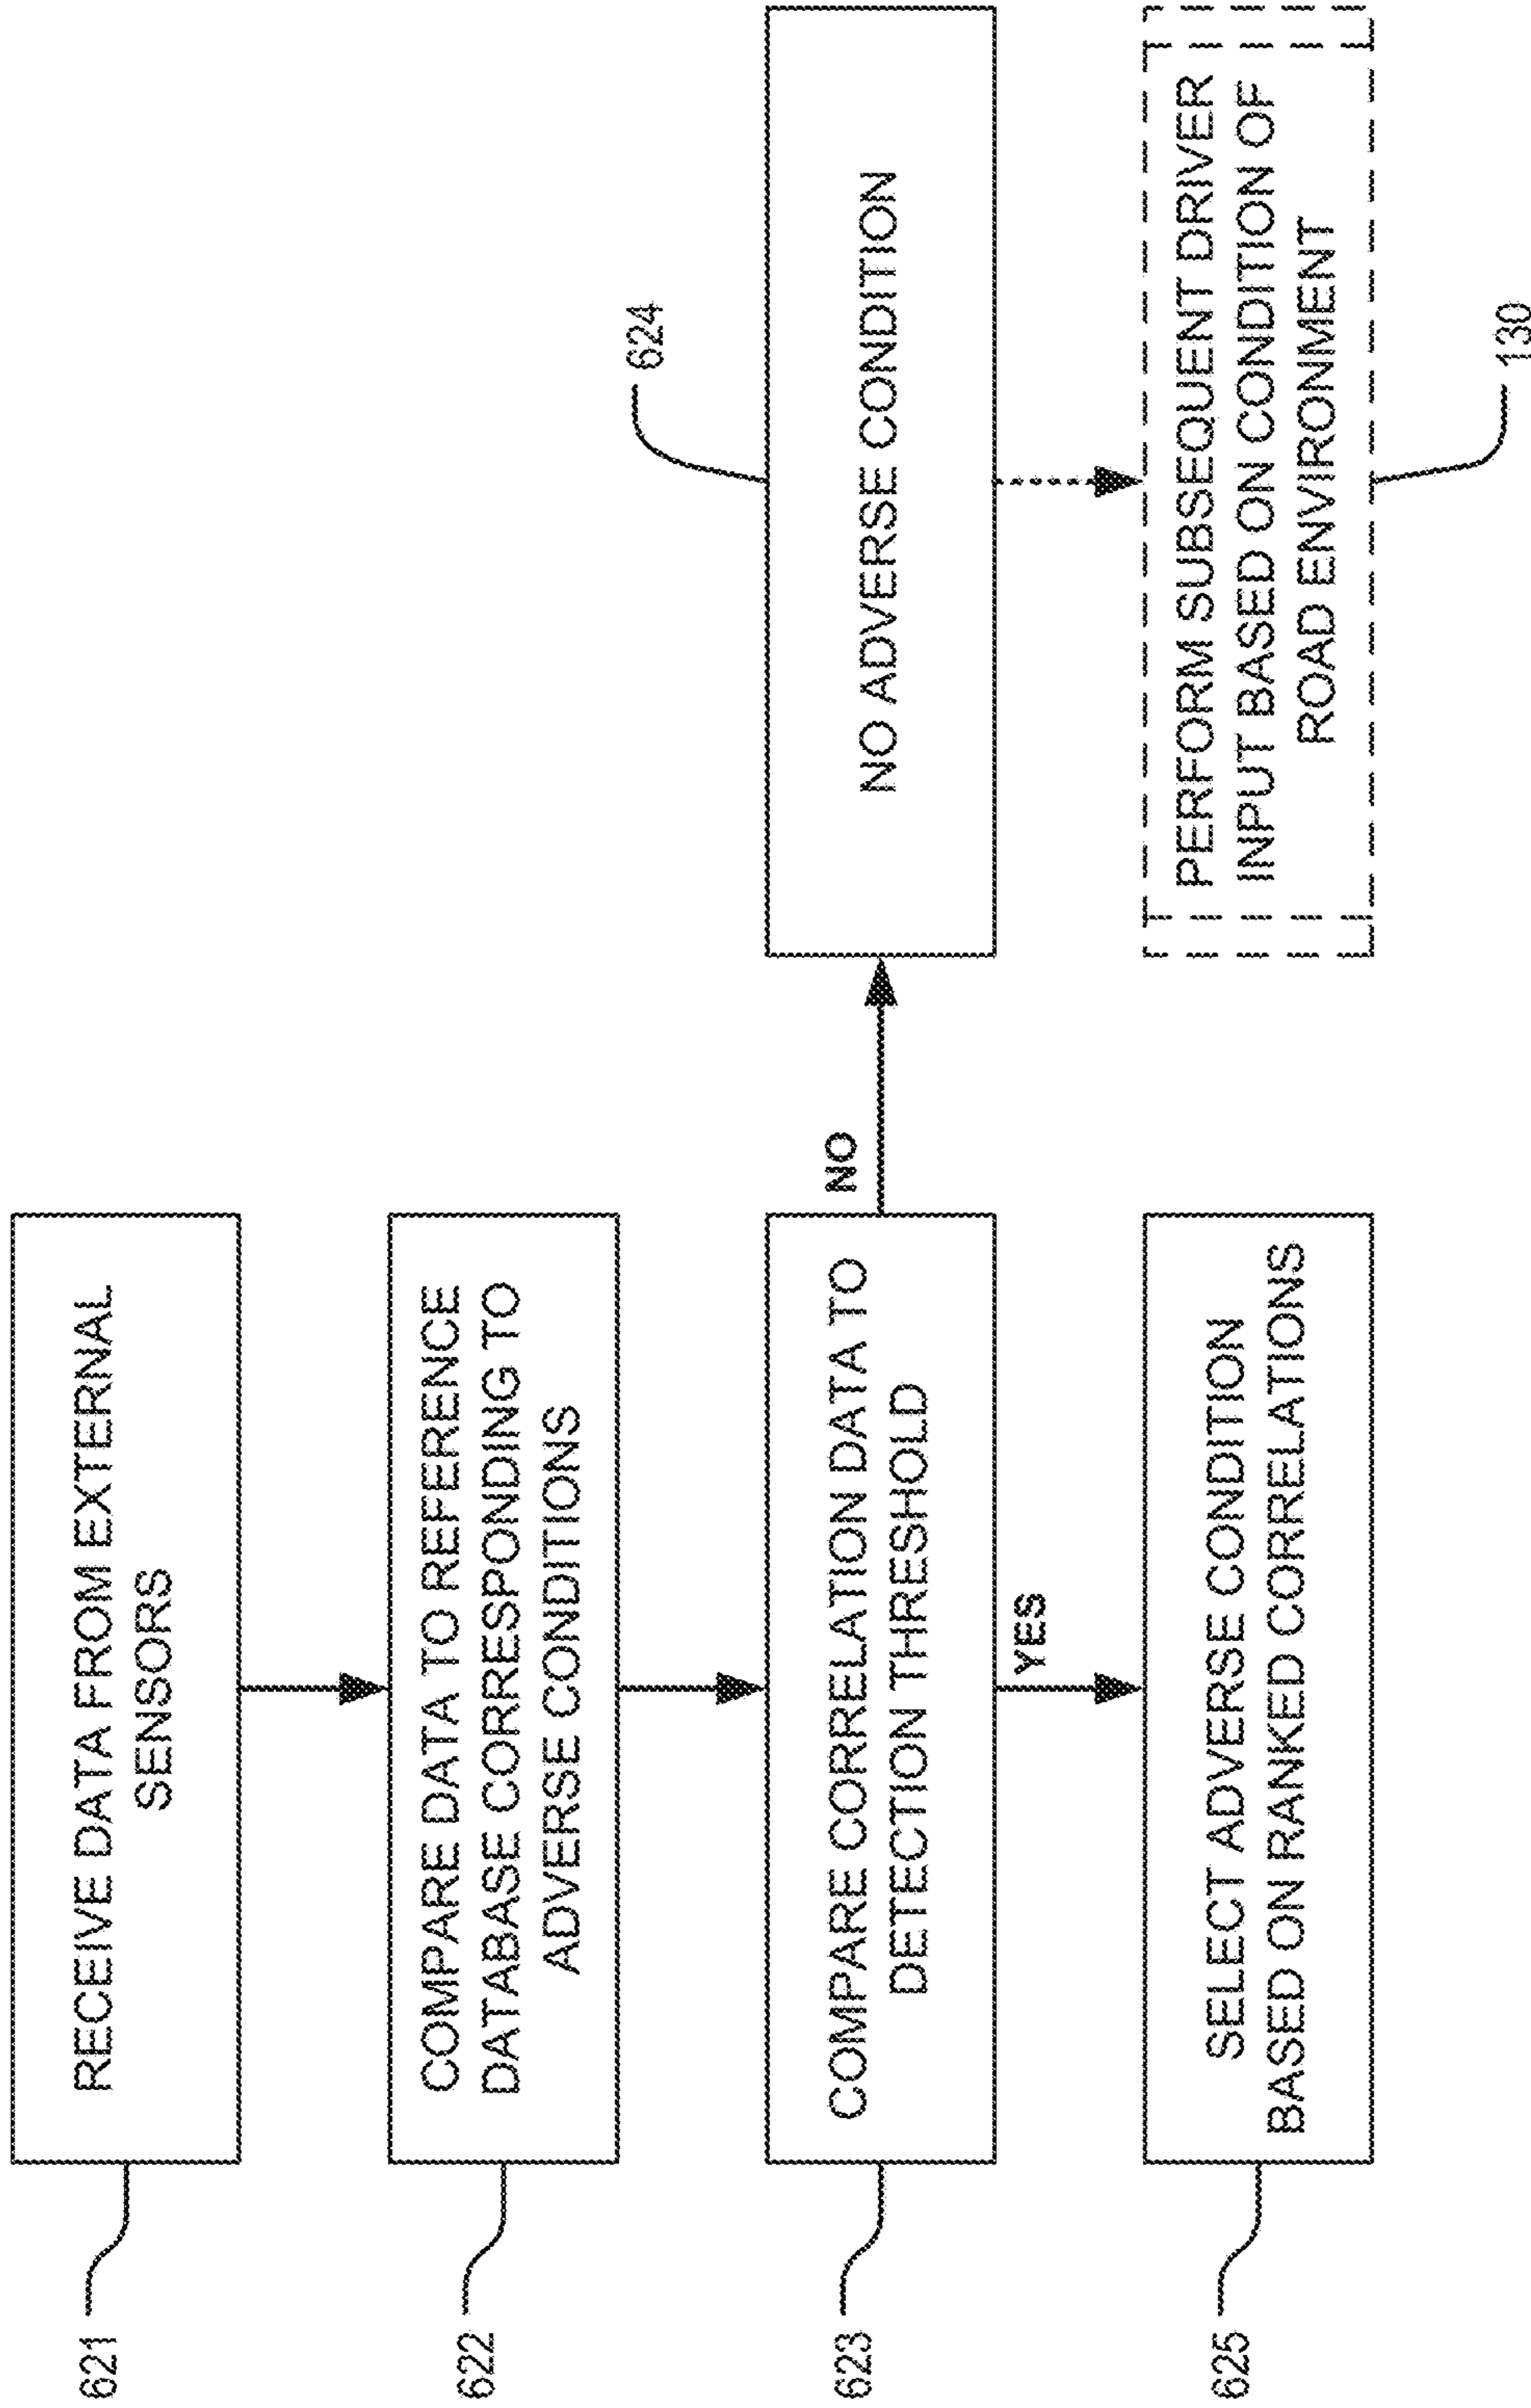 621
RECEIVE DATA FROM EXTERNAL
SENSORS
622
COMPARE DATA TO REFERENCE
DATABASE CORRESPONDING TO
ADVERSE CONDITIONS
623
COMPARE CORRELATION DATA TO
DETECTION THRESHOLD
NO
624
NO ADVERSE CONDITION
YES
625
SELECT ADVERSE CONDITION
BASED ON RANKED CORRELATIONS
PERFORM SUBSEQUENT DRIVER
INPUT BASED ON CONDITION OF
ROAD ENVIRONMENT
130